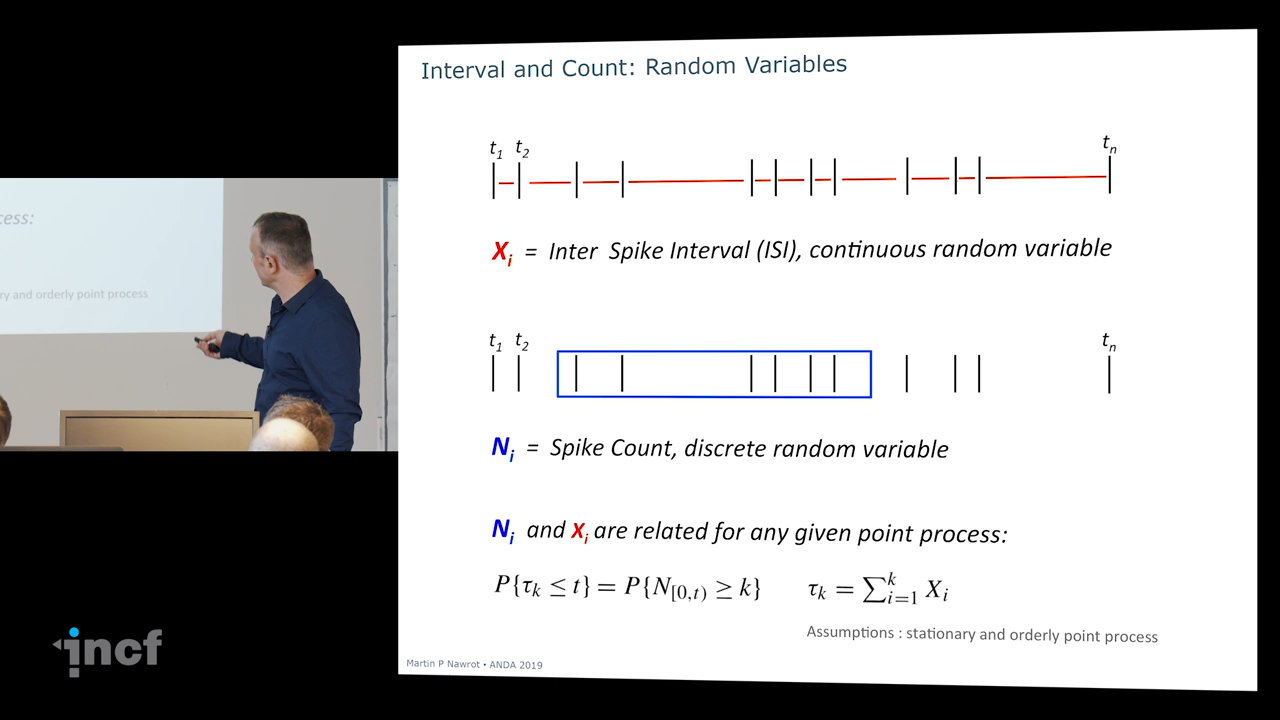 Interval and Count: Random Variables
t1 t2 tn
Xi = Inter Spike Interval (ISI), continuous random variable
t1 t2 tn
Ni = Spike Count, discrete random variable
Ni and Xi are related for any given point process:
P{τk ≤ t} = P{N[0,t) ≥ k} τk = ∑i=1k Xi
Assumptions : stationary and orderly point process
Martin P Nawrot • ANDA 2019
cess:
ry and orderly point process
incf